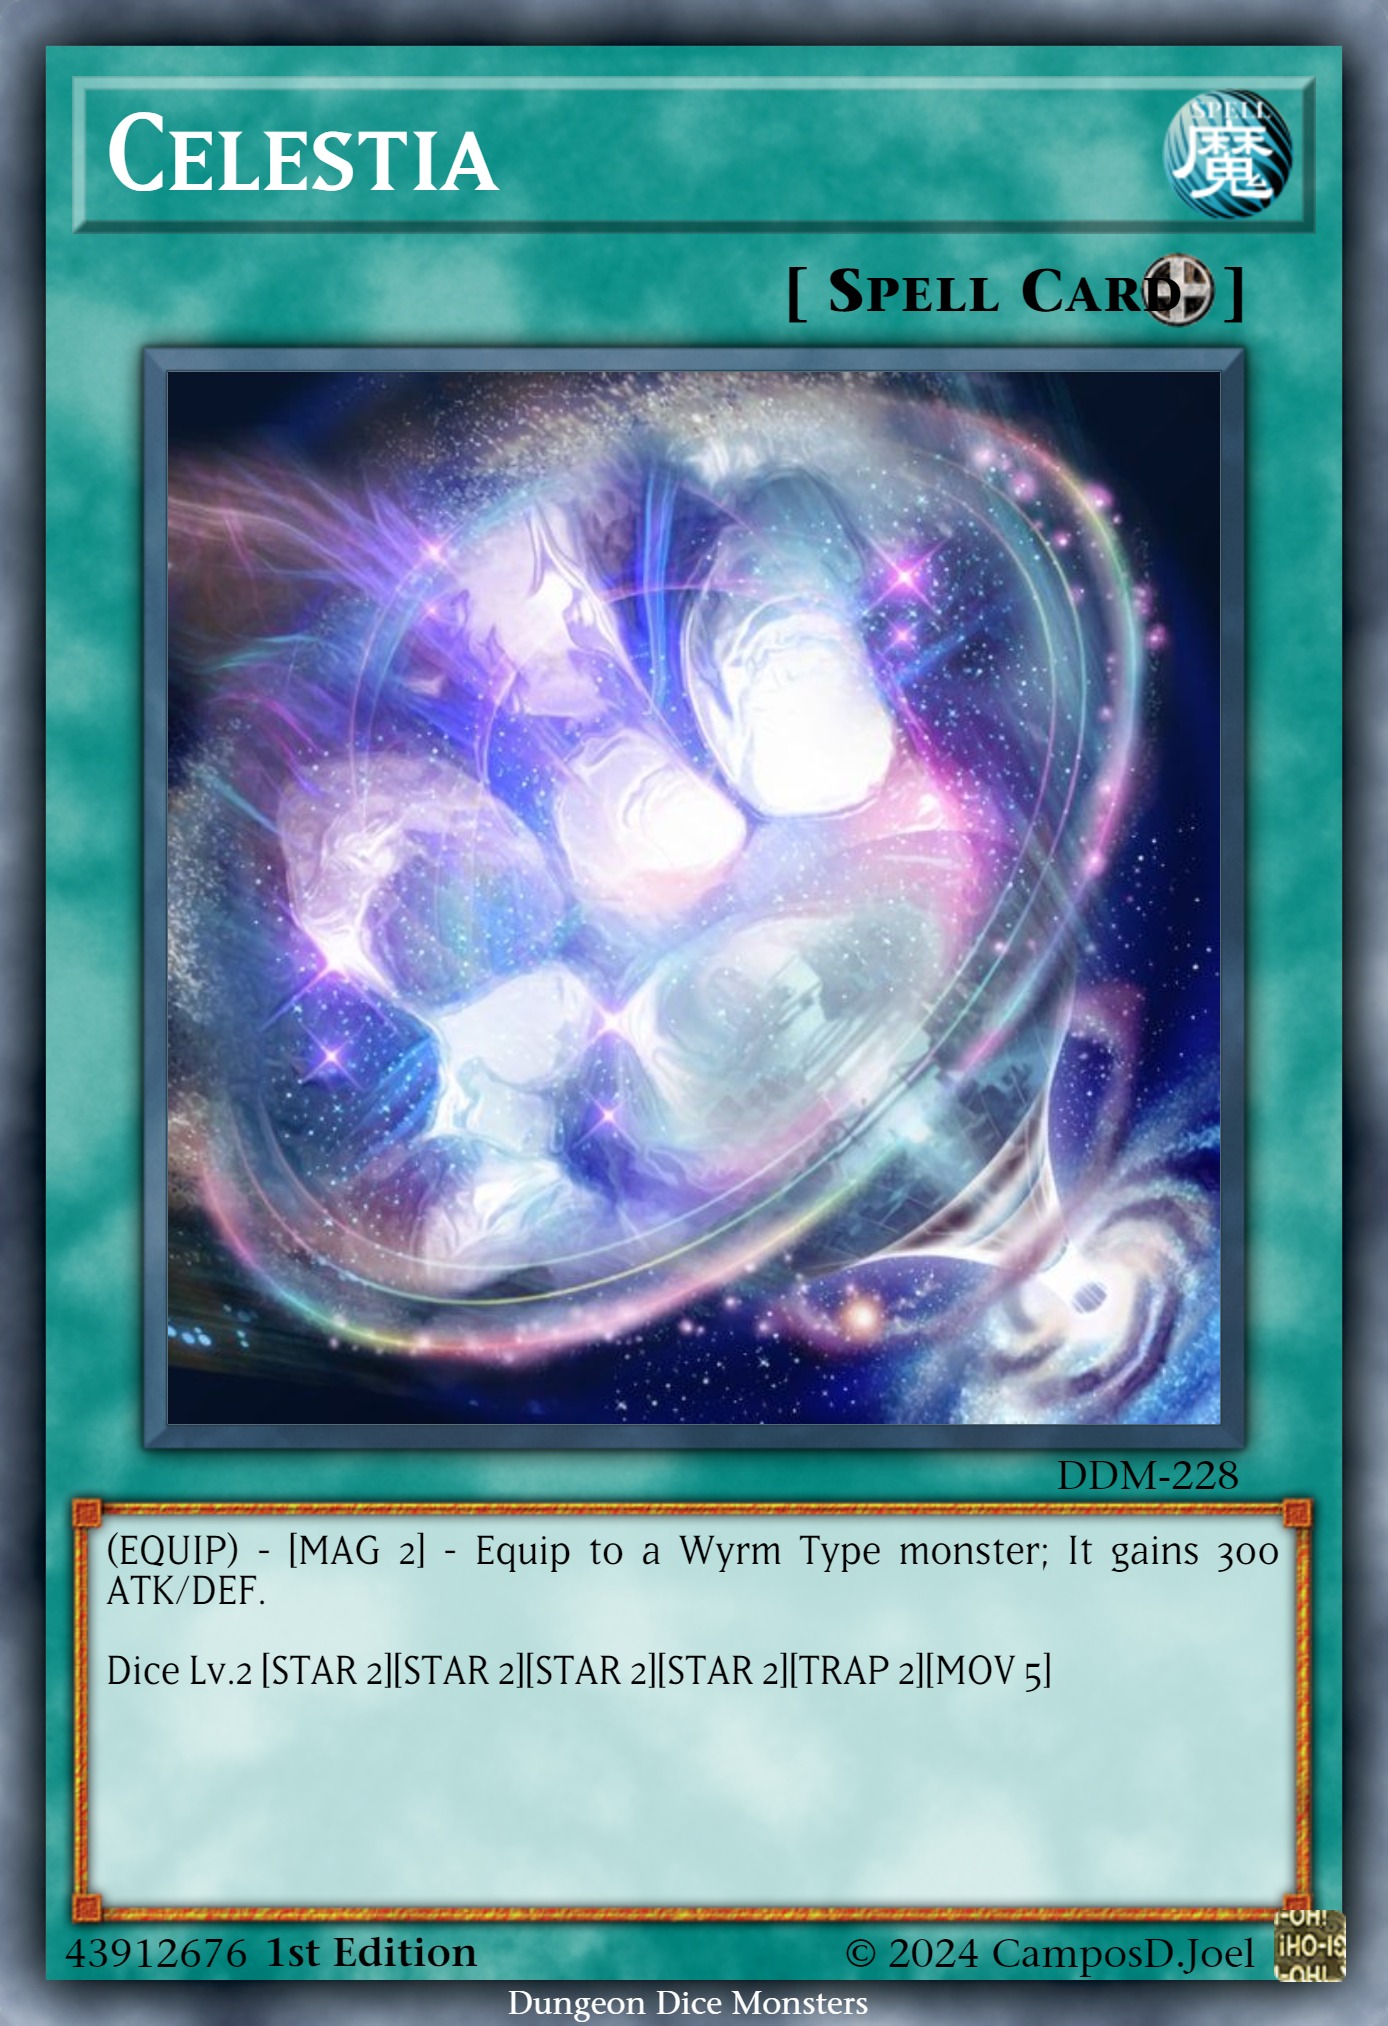 CELESTIA
SPELL
魔
[ SPELL CARD ]
DDM-228
(EQUIP) - [MAG 2] - Equip to a Wyrm Type monster; It gains 300
ATK/DEF.
Dice Lv.2 [STAR 2][STAR 2][STAR 2][STAR 2][TRAP 2][MOV 5]
43912676 1st Edition
© 2024 CamposD.Joel
Dungeon Dice Monsters